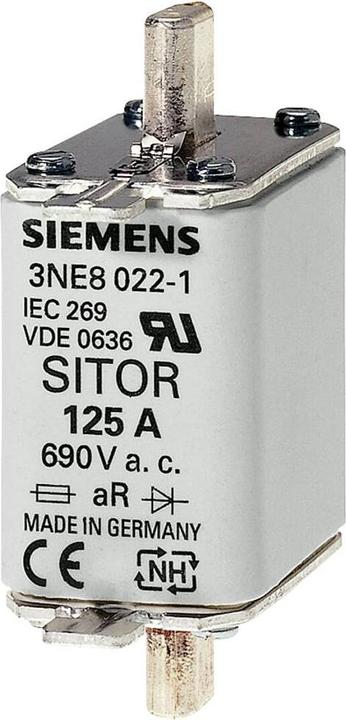 SIEMENS
3NE8 022-1
IEC 269
VDE 0636
SITOR
125 A
690 V a. c.
aR
MADE IN GERMANY
CE NH